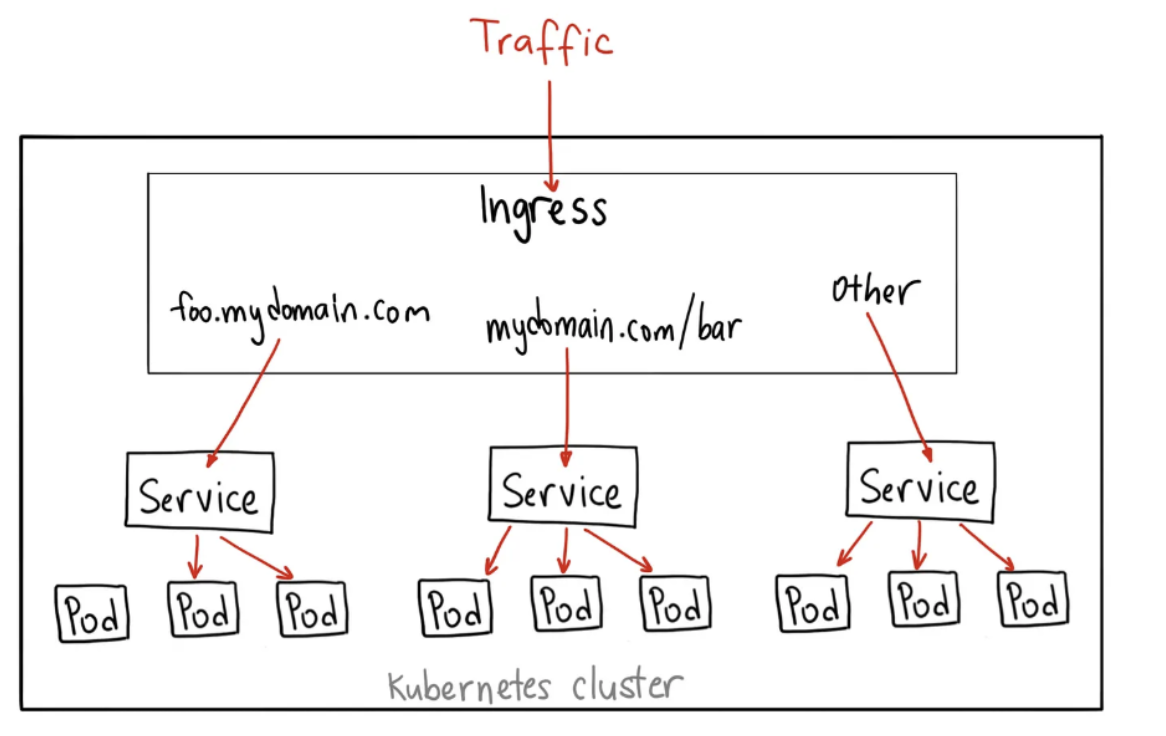 Traffic
Ingress
foo.mydomain.com
mydomain.com/bar
other
Service
Service
Service
Pod
Pod
Pod
Pod
Pod
Pod
Pod
Pod
Pod
Kubernetes cluster